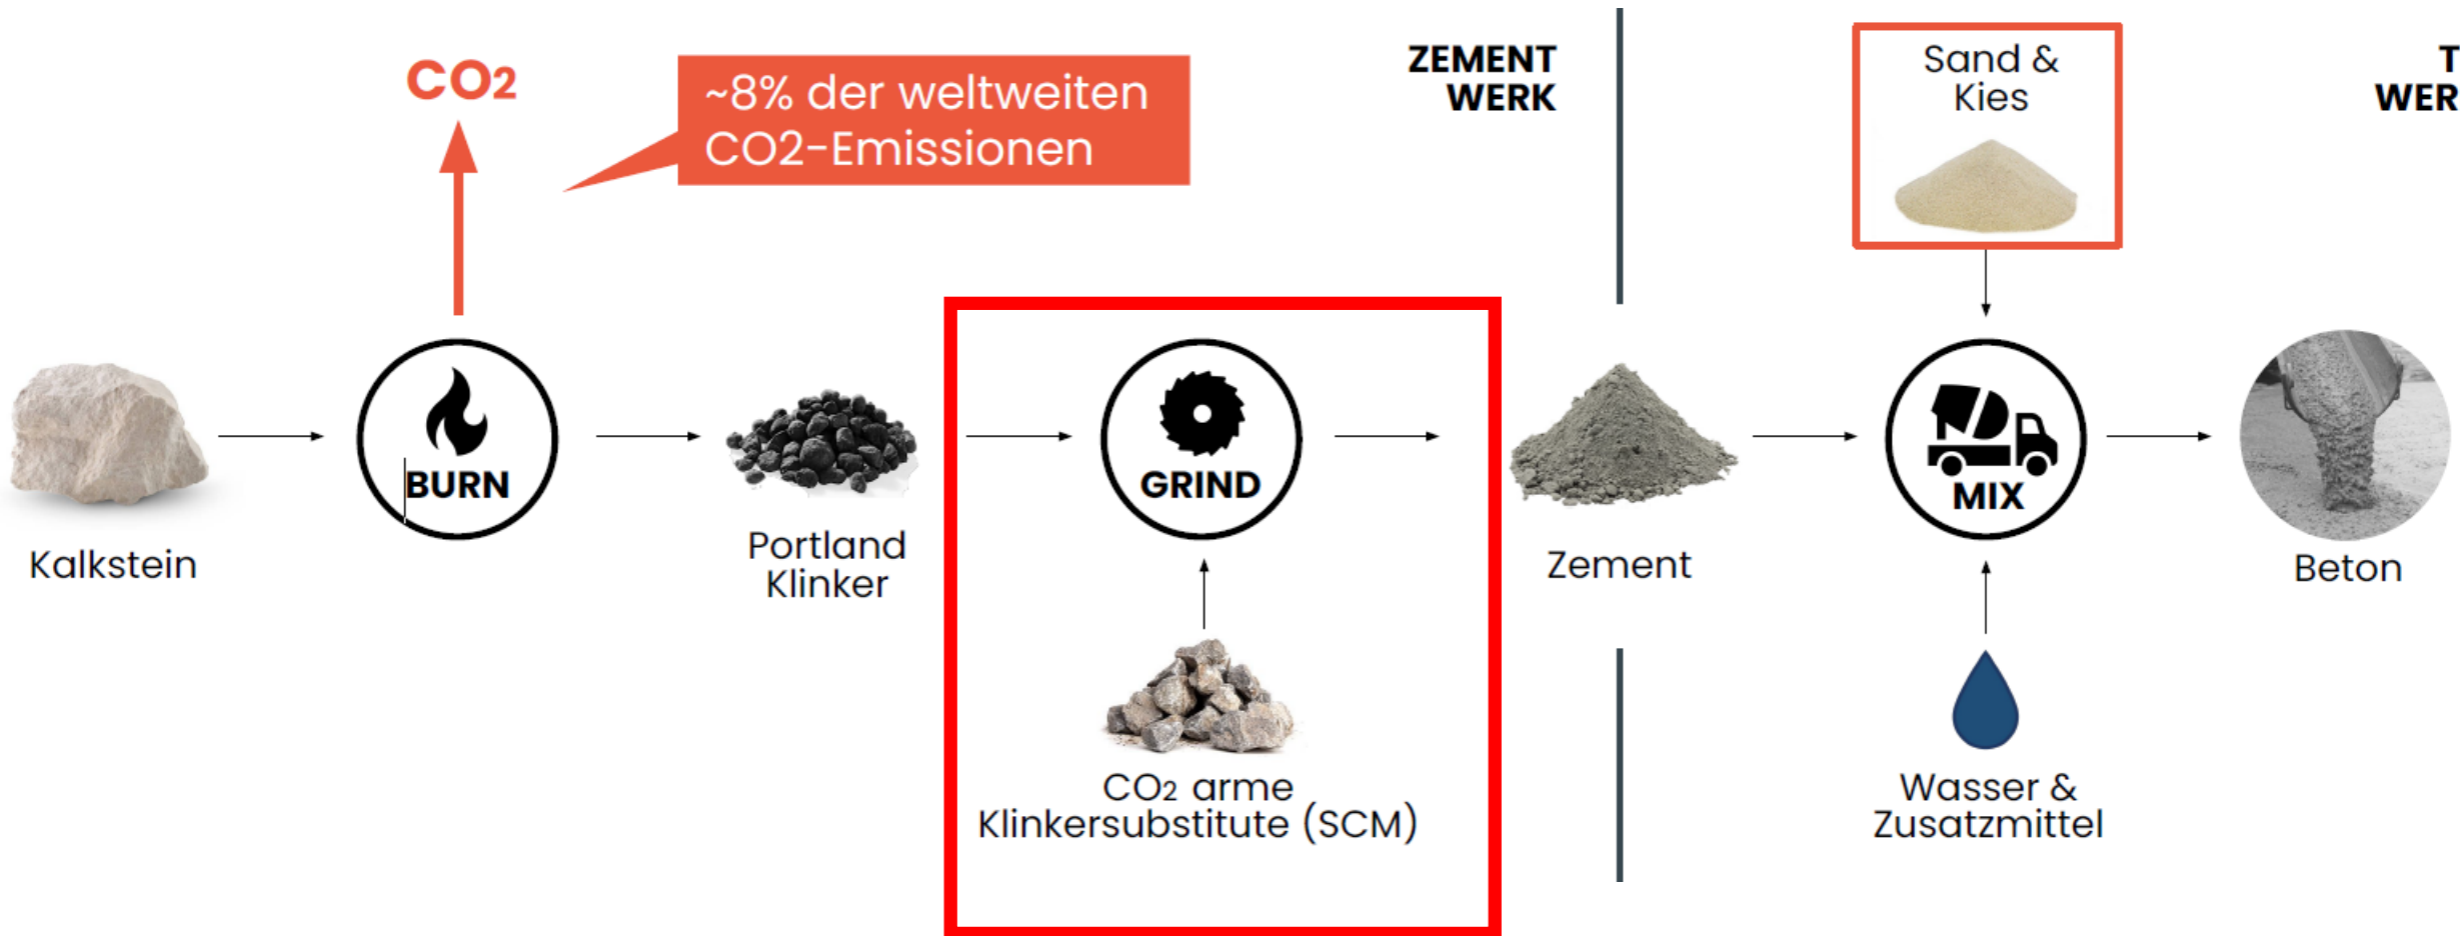 CO2
~8% der weltweiten
CO2-Emissionen
ZEMENT
WERK
Sand &
Kies
T
WER
BURN
GRIND
MIX
Kalkstein
Portland
Klinker
Zement
Beton
CO2 arme
Klinkersubstitute (SCM)
Wasser &
Zusatzmittel